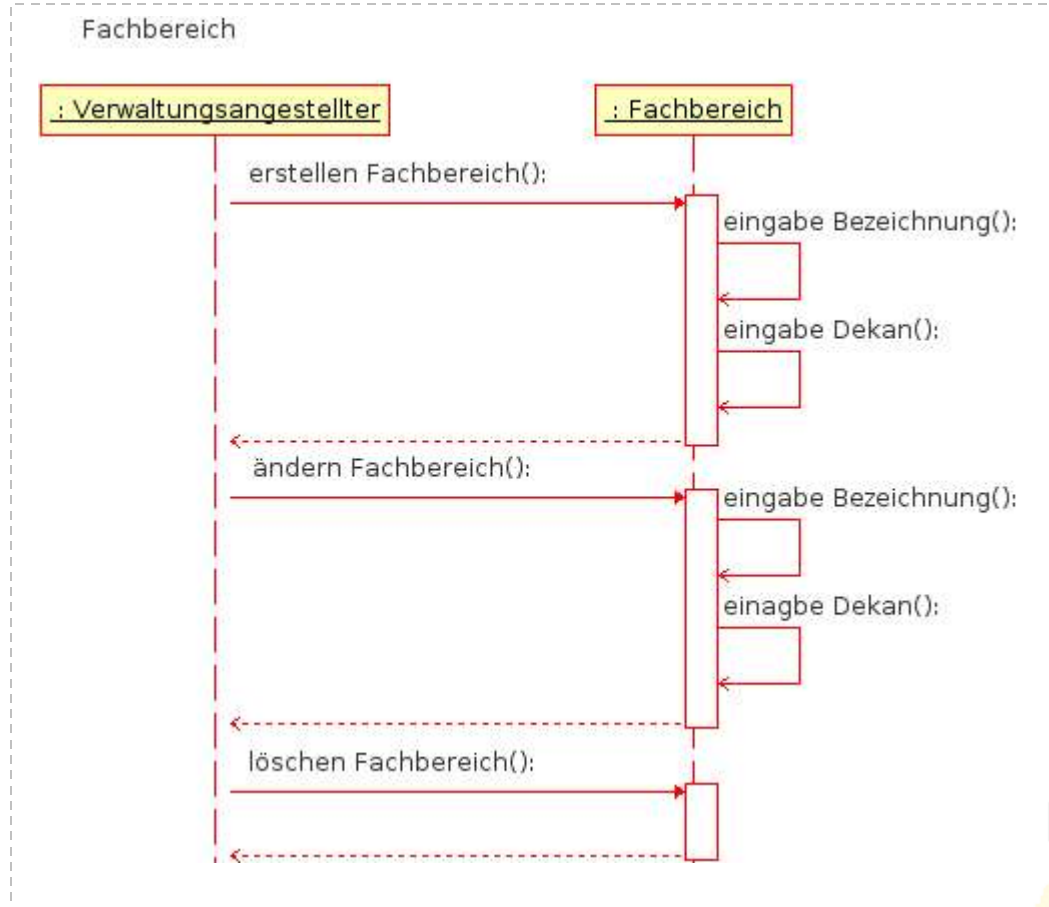 Fachbereich
: Verwaltungsangestellter
: Fachbereich
erstellen Fachbereich():
eingabe Bezeichnung():
eingabe Dekan():
ändern Fachbereich():
eingabe Bezeichnung():
einagbe Dekan():
löschen Fachbereich():